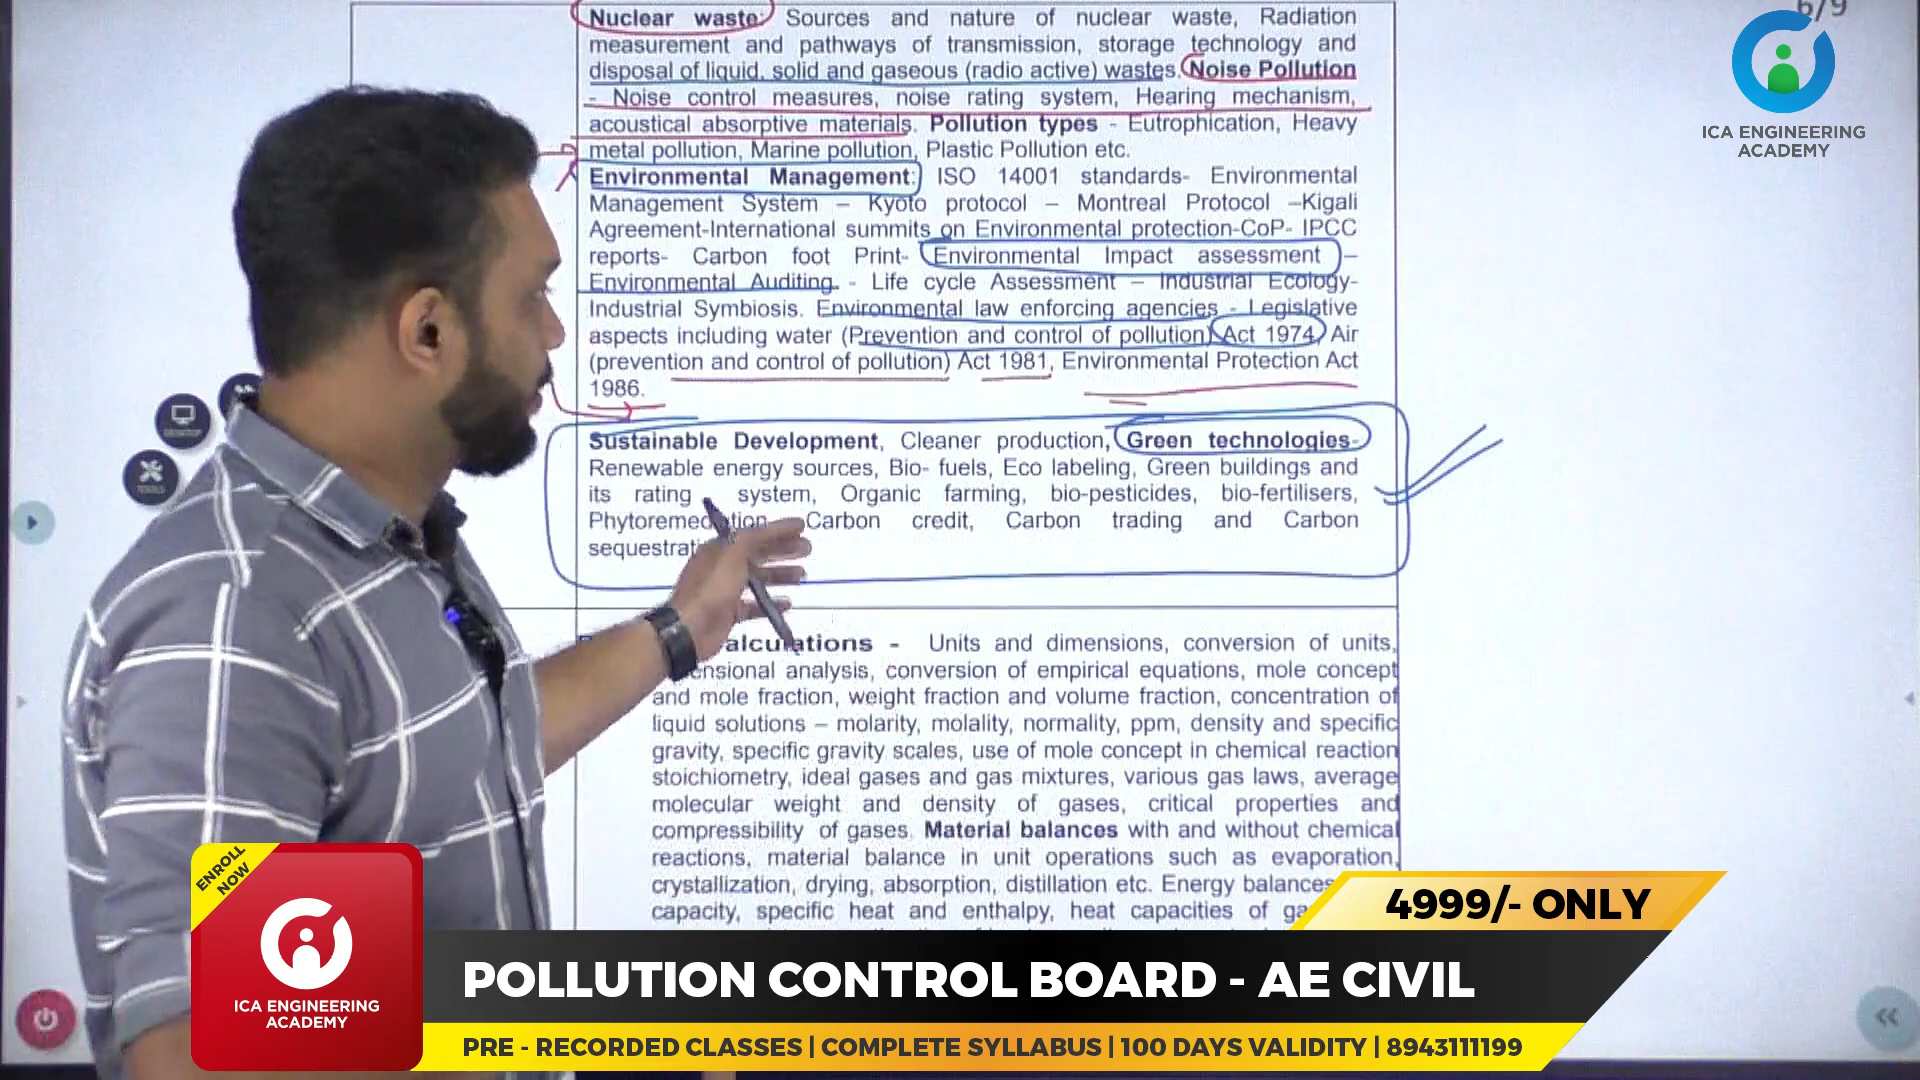 6/9
Nuclear waste: Sources and nature of nuclear waste, Radiation
measurement and pathways of transmission, storage technology and
disposal of liquid, solid and gaseous (radio active) wastes. Noise Pollution
- Noise control measures, noise rating system, Hearing mechanism,
acoustical absorptive materials. Pollution types - Eutrophication, Heavy
metal pollution, Marine pollution, Plastic Pollution etc.
Environmental Management: ISO 14001 standards- Environmental
Management System – Kyoto protocol – Montreal Protocol –Kigali
Agreement-International summits on Environmental protection-CoP- IPCC
reports- Carbon foot Print- Environmental Impact assessment –
Environmental Auditing - Life cycle Assessment – Industrial Ecology-
Industrial Symbiosis. Environmental law enforcing agencies - Legislative
aspects including water (Prevention and control of pollution) Act 1974, Air
(prevention and control of pollution) Act 1981, Environmental Protection Act
1986.
Sustainable Development, Cleaner production, Green technologies-
Renewable energy sources, Bio- fuels, Eco labeling, Green buildings and
its rating system, Organic farming, bio-pesticides, bio-fertilisers,
Carbon credit, Carbon trading and Carbon
Units and dimensions, conversion of units,
analysis, conversion of empirical equations, mole concept
and mole fraction, weight fraction and volume fraction, concentration of
liquid solutions – molarity, molality, normality, ppm, density and specific
gravity, specific gravity scales, use of mole concept in chemical reaction
stoichiometry, ideal gases and gas mixtures, various gas laws, average
molecular weight and density of gases, critical properties and
compressibility of gases. Material balances with and without chemical
reactions, material balance in unit operations such as evaporation,
crystallization, drying, absorption, distillation etc. Energy balances
capacity, specific heat and enthalpy, heat capacities of
ICA ENGINEERING
ACADEMY
TOOLS
ENROLL
NOW
ICA ENGINEERING
ACADEMY
4999/- ONLY
POLLUTION CONTROL BOARD - AE CIVIL
PRE - RECORDED CLASSES | COMPLETE SYLLABUS | 100 DAYS VALIDITY | 8943111199